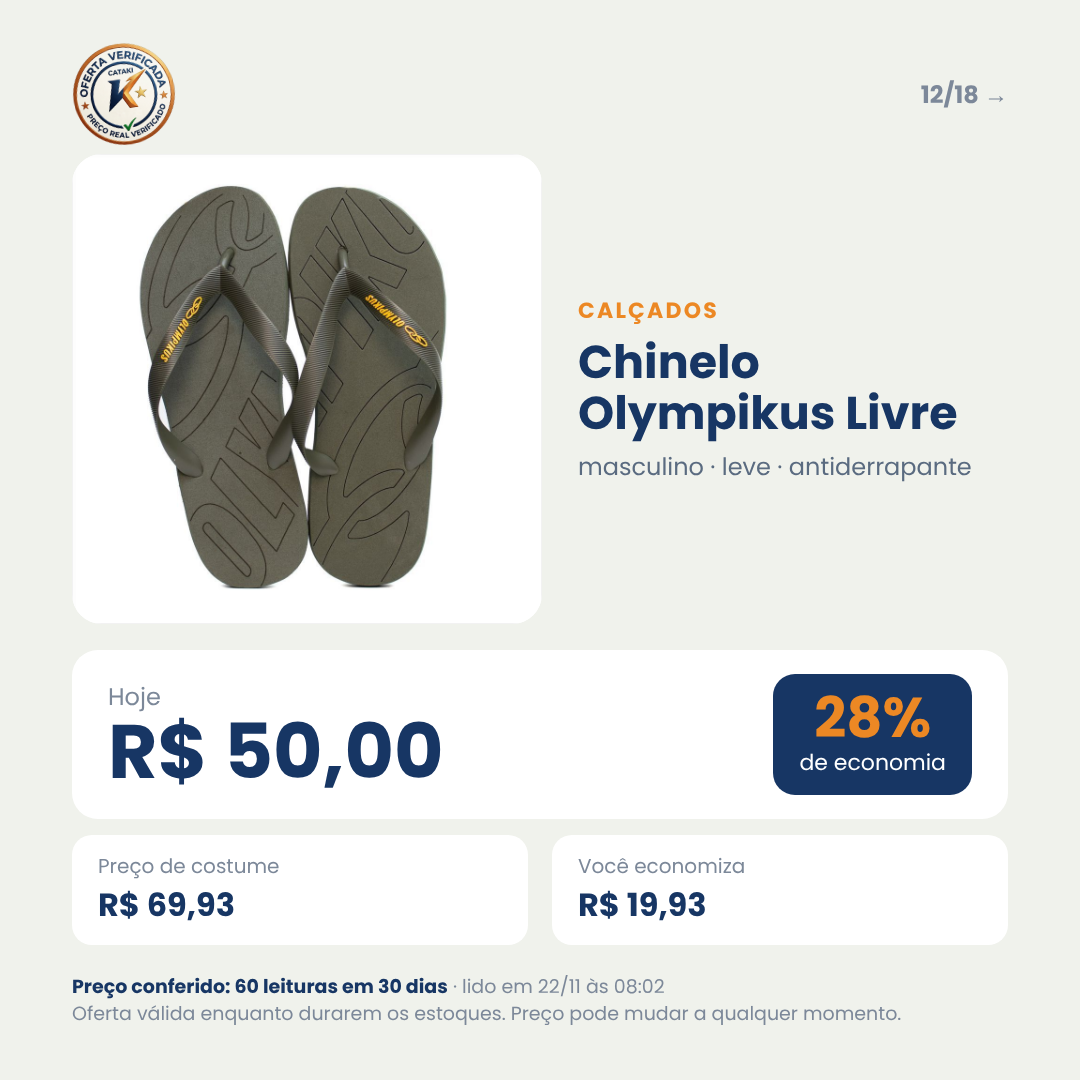 OFERTA VERIFICADA
CATAKI
K
PREÇO REAL VERIFICADO
12/18 →
OLYMPIKUS
OLYMPIKUS
CALÇADOS
Chinelo
Olympikus Livre
masculino · leve · antiderrapante
Hoje
R$ 50,00
28%
de economia
Preço de costume
R$ 69,93
Você economiza
R$ 19,93
Preço conferido: 60 leituras em 30 dias · lido em 22/11 às 08:02
Oferta válida enquanto durarem os estoques. Preço pode mudar a qualquer momento.